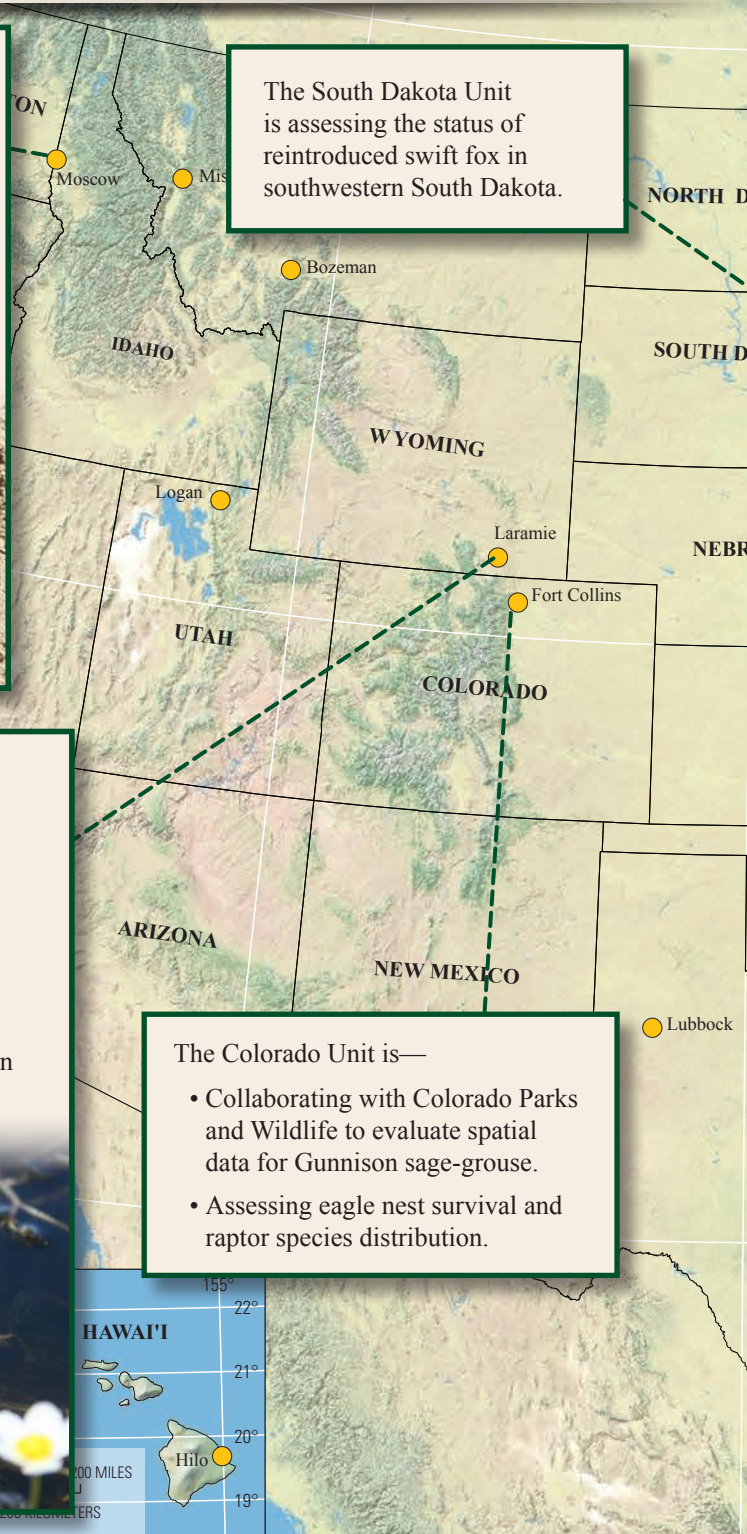 The South Dakota Unit
is assessing the status of
reintroduced swift fox in
southwestern South Dakota.
Moscow
NORTH D
Bozeman
IDAHO
SOUTH D
WYOMING
Logan
Laramie
NEBR
Fort Collins
UTAH
COLORADO
ARIZONA
NEW MEXICO
Lubbock
The Colorado Unit is—
• Collaborating with Colorado Parks
and Wildlife to evaluate spatial
data for Gunnison sage-grouse.
• Assessing eagle nest survival and
raptor species distribution.
155°
22°
HAWAI'I
21°
20°
Hilo
200 MILES
19°